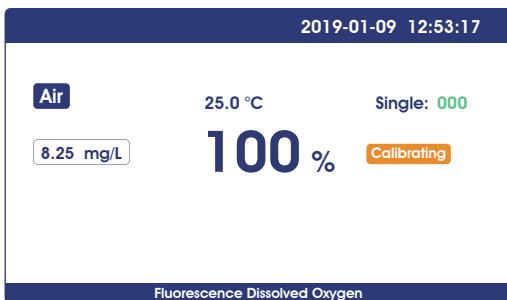 2019-01-09 12:53:17
Air
25.0 °C
Single: 000
8.25 mg/L
100 %
Calibrating
Fluorescence Dissolved Oxygen